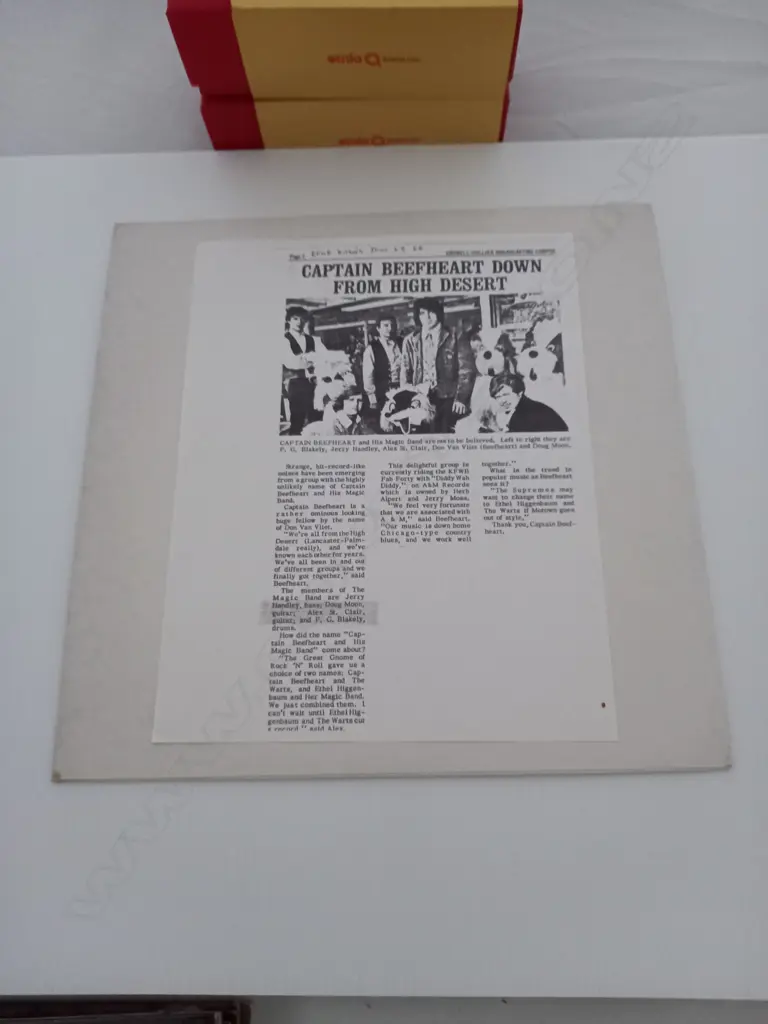 CAPTAIN BEEFHEART DOWN
FROM HIGH DESERT
CAPTAIN BEEFHEART and His Magic Band are not to be believed. Left to right they are
P. G. Blakely, Jerry Handley, Alex St. Clair, Don Van Vliet (Beefheart) and Doug Moon.
Strange, hit-record-like
noises have been emerging
from a group with the highly
unlikely name of Captain
Beefheart and His Magic
Band.
Captain Beefheart is a
rather ominous looking
huge fellow by the name
of Don Van Vliet.
"We're all from the High
Desert (Lancaster-Palm-
dale really), and we've
known each other for years.
We've all been in and out
of different groups and we
finally got together," said
Beefheart.
The members of The
Magic Band are Jerry
Handley, bass; Doug Moon,
guitar; Alex St. Clair,
guitar; and P. G. Blakely,
drums.
How did the name "Cap-
tain Beefheart and His
Magic Band" come about?
"The Great Gnome of
Rock 'N' Roll gave us a
choice of two names: Cap-
tain Beefheart and The
Warts, and Ethel Higgen-
baum and Her Magic Band.
We just combined them. I
can't wait until Ethel Hig-
genbaum and The Warts cut
a record" said Alex.
This delightful group is
currently riding the KFWB
Fab Forty with "Diddy Wah
Diddy," on A&M Records
which is owned by Herb
Alpert and Jerry Moss.
"We feel very fortunate
that we are associated with
A & M," said Beefheart.
"Our music is down home
Chicago-type country
blues, and we work well
together."
What is the trend in
popular music as Beefheart
sees it?
"The Supremes may
want to change their name
to Ethel Higgenbaum and
The Warts if Motown goes
out of style."
Thank you, Captain Beef-
heart.